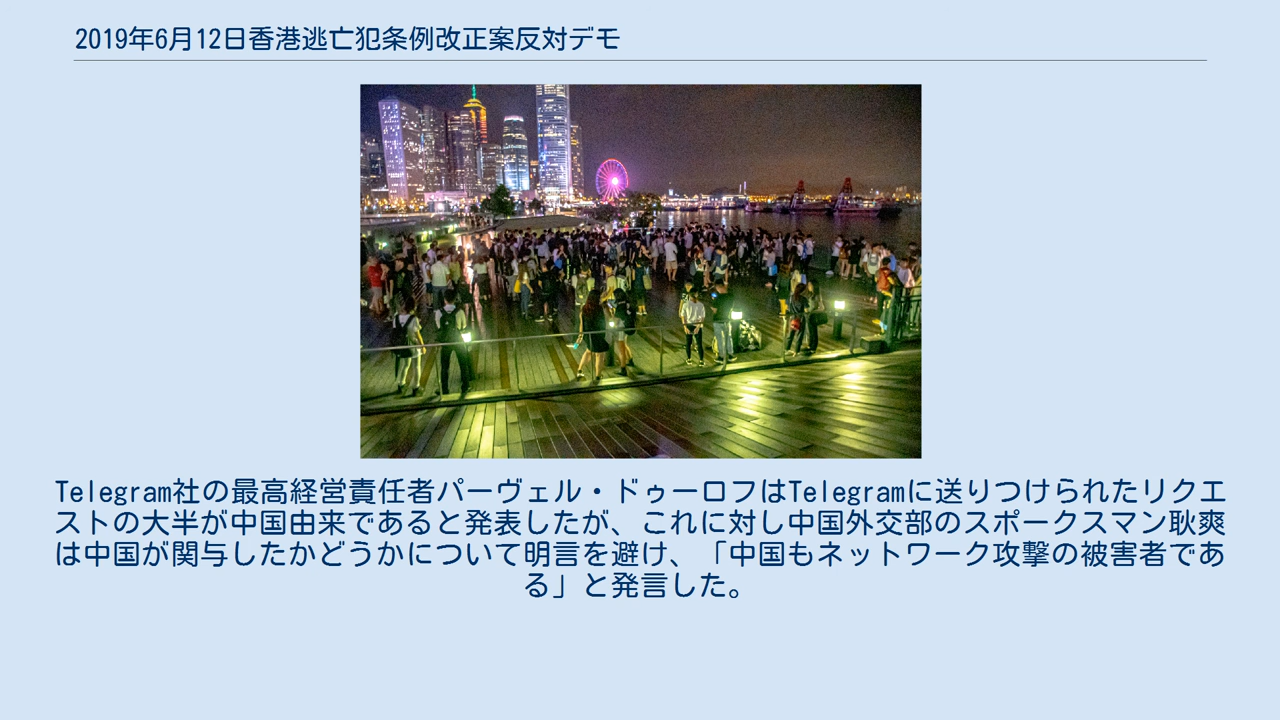 2019年6月12日香港逃亡犯条例改正案反対デモ
Telegram社の最高経営責任者パーヴェル・ドゥーロフはTelegramに送りつけられたリクエ
ストの大半が中国由来であると発表したが、これに対し中国外交部のスポークスマン耿爽
は中国が関与したかどうかについて明言を避け、「中国もネットワーク攻撃の被害者であ
る」と発言した。